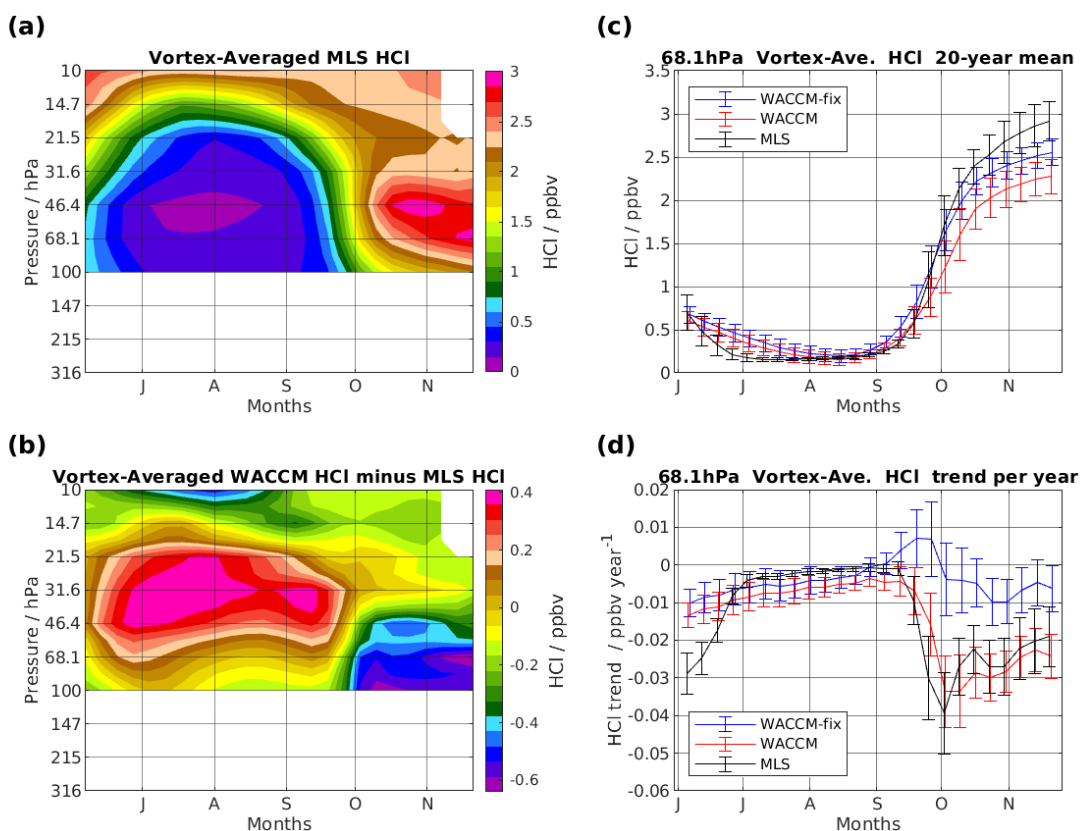 (a)
Vortex-Averaged MLS HCl
10
14.7
21.5
31.6
46.4
68.1
100
147
215
316
Pressure / hPa
J A S O N
Months
3
2.5
2
1.5
1
0.5
0
HCl / ppbv
(c)
68.1hPa Vortex-Ave. HCl 20-year mean
3.5
3
2.5
2
1.5
1
0.5
0
HCl / ppbv
WACCM-fix
WACCM
MLS
J J A S O N
Months
(b)
Vortex-Averaged WACCM HCl minus MLS HCl
10
14.7
21.5
31.6
46.4
68.1
100
147
215
316
Pressure / hPa
J A S O N
Months
0.4
0.2
0
-0.2
-0.4
-0.6
HCl / ppbv
(d)
68.1hPa Vortex-Ave. HCl trend per year
0.02
0.01
0
-0.01
-0.02
-0.03
-0.04
-0.05
-0.06
HCl trend / ppbv year-1
WACCM-fix
WACCM
MLS
J J A S O N
Months